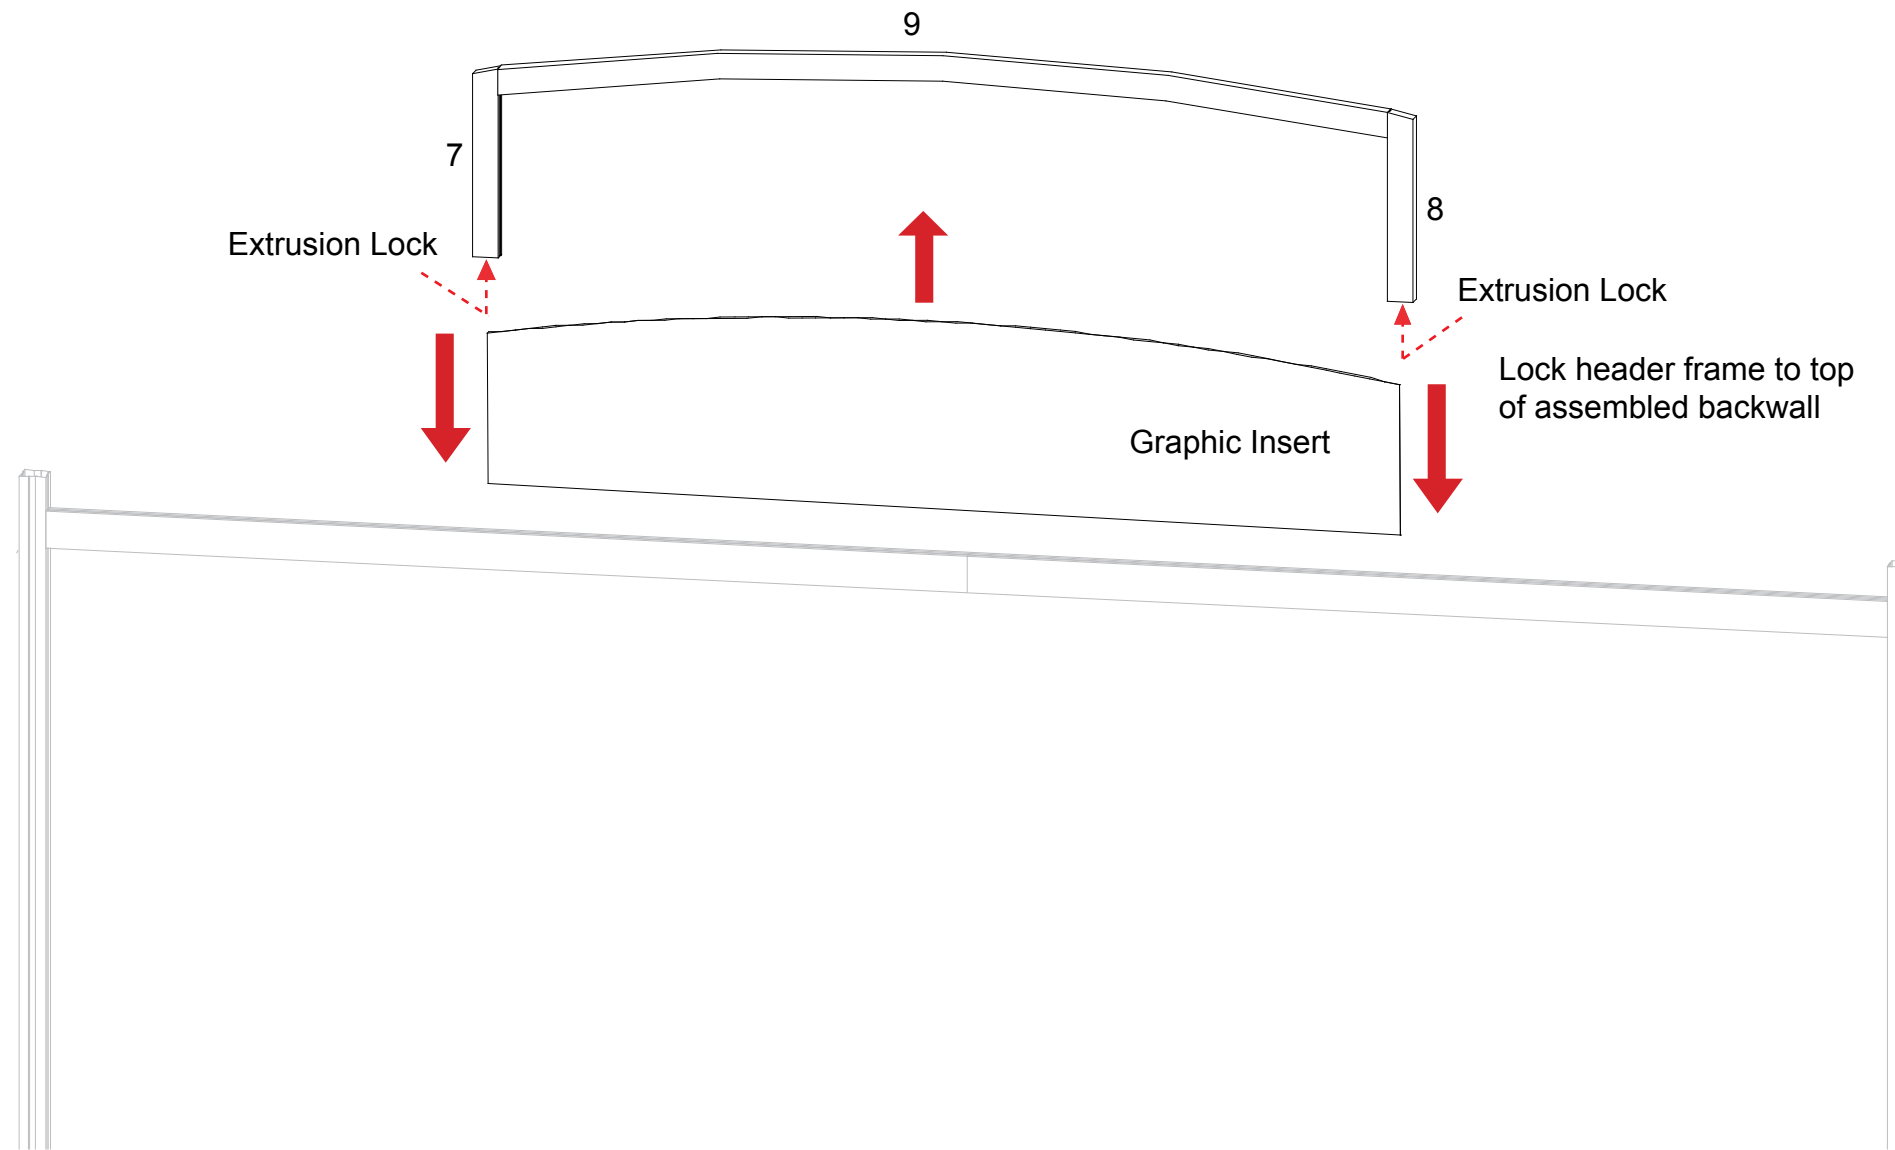 9
7
8
Extrusion Lock
Extrusion Lock
Lock header frame to top
of assembled backwall
Graphic Insert